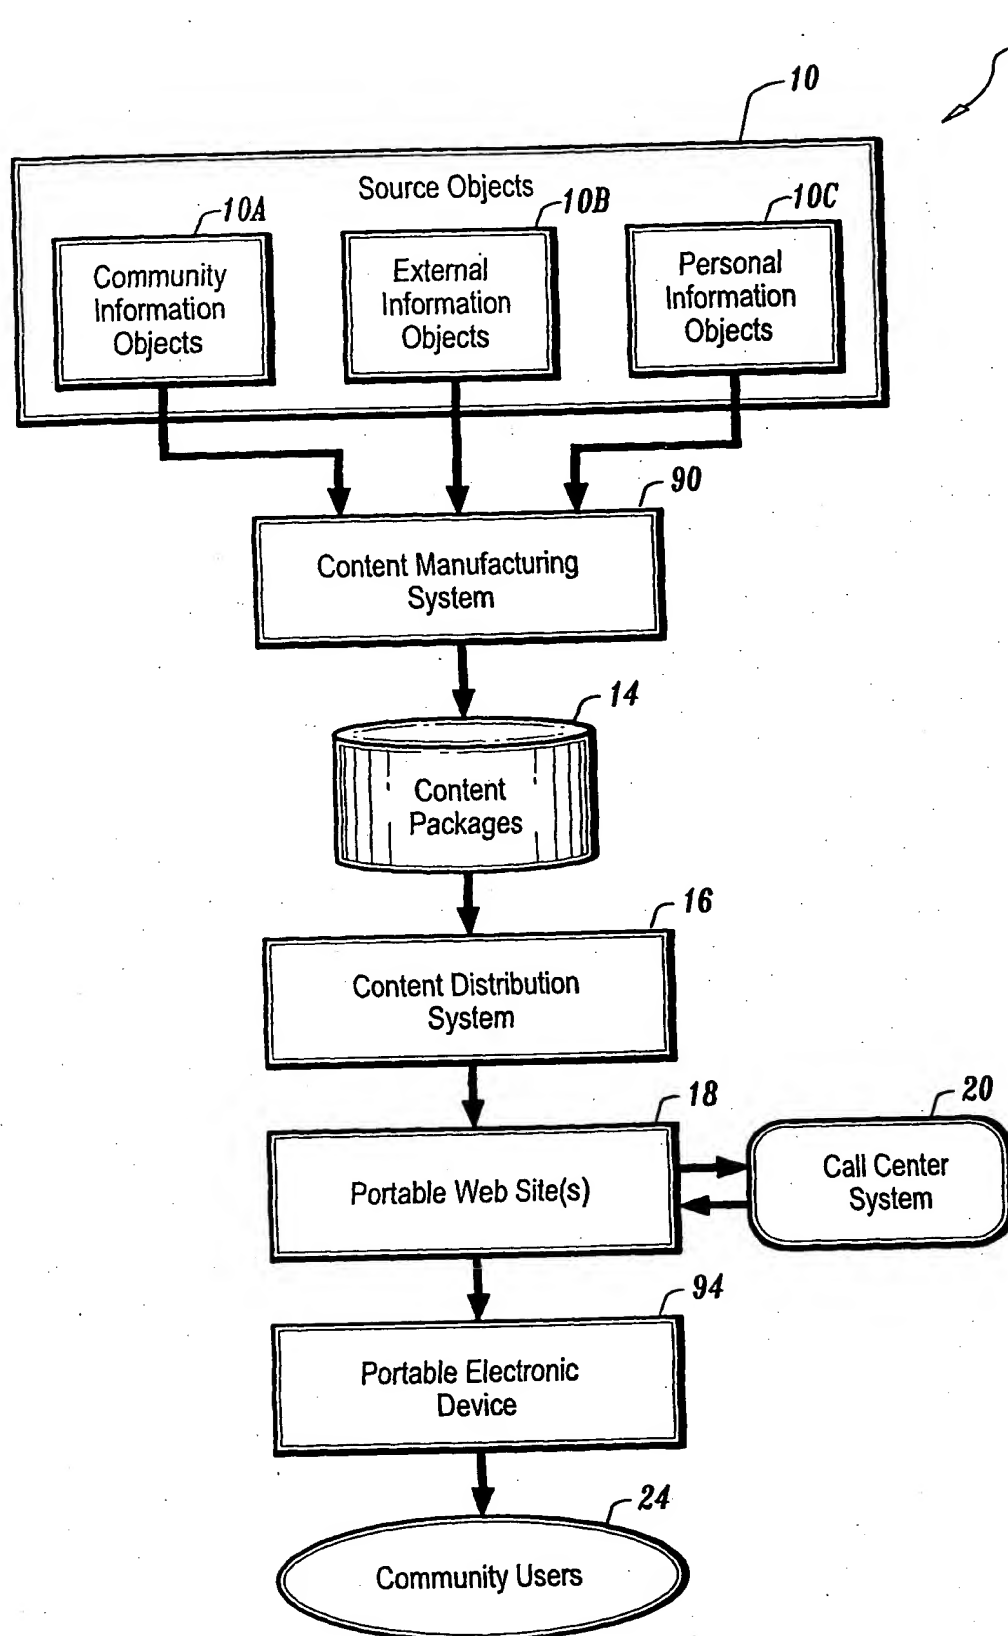 10
Source Objects
10A
10B
10C
Community
Information
Objects
External
Information
Objects
Personal
Information
Objects
90
Content Manufacturing
System
14
Content
Packages
16
Content Distribution
System
18
20
Portable Web Site(s)
Call Center
System
94
Portable Electronic
Device
24
Community Users